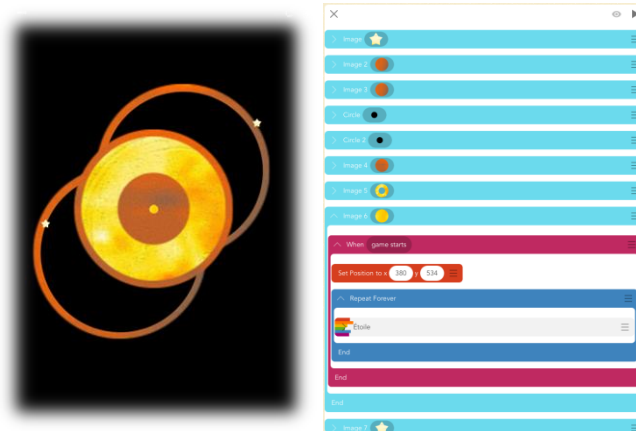 Image
Image 2
Image 3
Circle
Circle 2
Image 4
Image 5
Image 6
When game starts
Set Position to x 380 y 534
Repeat Forever
Etoile
End
End
End
Image 7